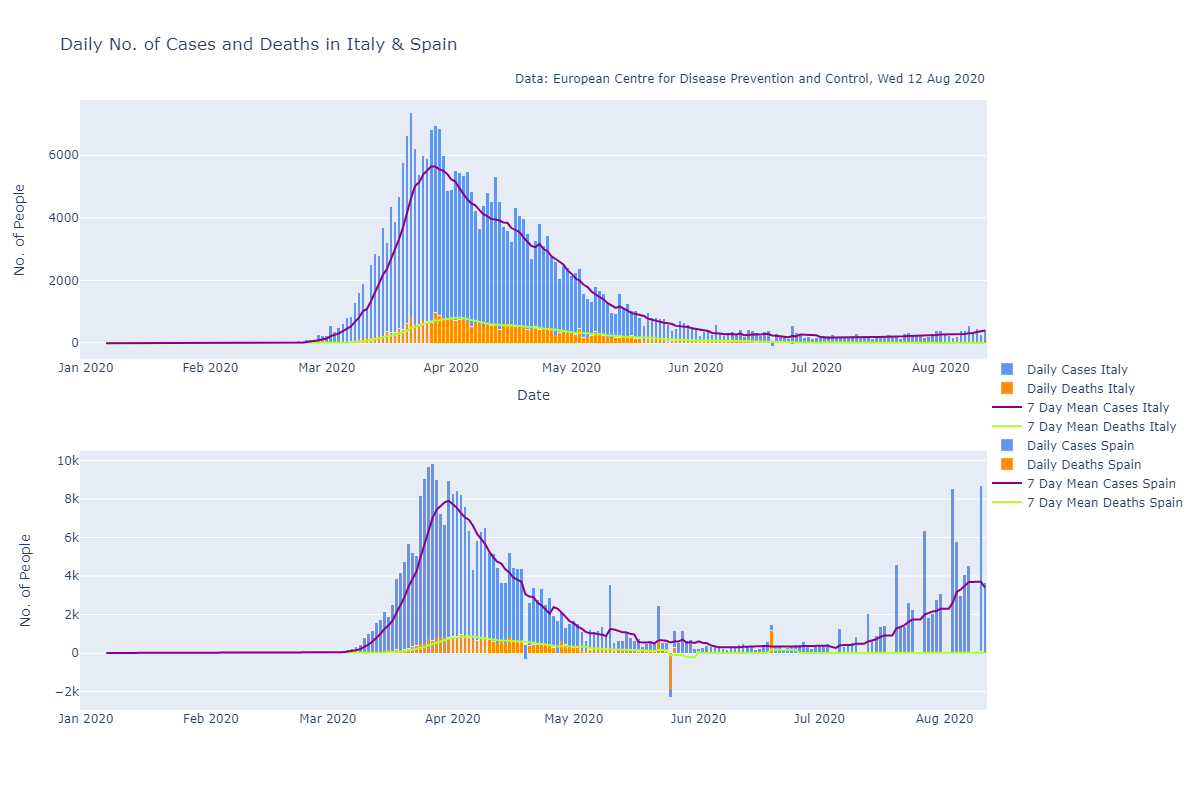 Daily No. of Cases and Deaths in Italy & Spain
Data: European Centre for Disease Prevention and Control, Wed 12 Aug 2020
No. of People
6000
4000
2000
0
Jan 2020 Feb 2020 Mar 2020 Apr 2020 May 2020 Jun 2020 Jul 2020 Aug 2020
Date
Daily Cases Italy
Daily Deaths Italy
7 Day Mean Cases Italy
7 Day Mean Deaths Italy
Daily Cases Spain
Daily Deaths Spain
7 Day Mean Cases Spain
7 Day Mean Deaths Spain
No. of People
10k
8k
6k
4k
2k
0
−2k
Jan 2020 Feb 2020 Mar 2020 Apr 2020 May 2020 Jun 2020 Jul 2020 Aug 2020